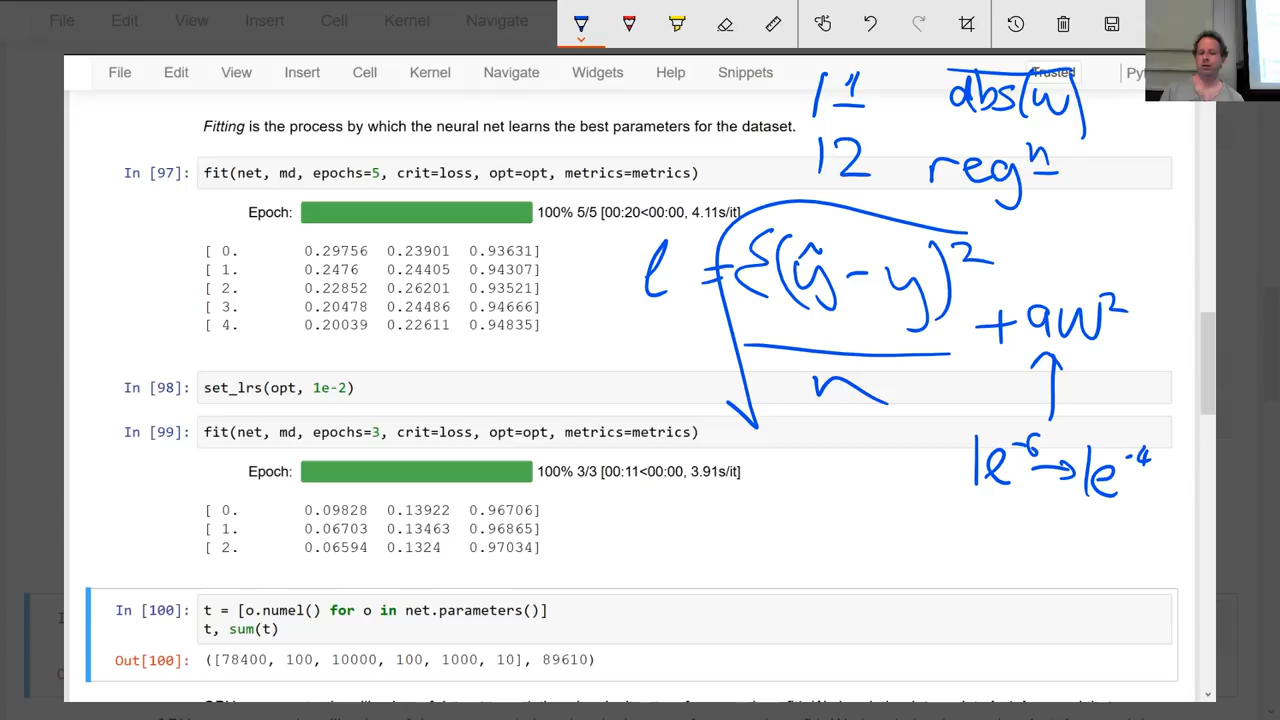 File Edit View Insert Cell Kernel Navigate
File Edit View Insert Cell Kernel Navigate Widgets Help Snippets Trusted
l1 abs(w)
Fitting is the process by which the neural net learns the best parameters for the dataset.
l2 regn
In [97]: fit(net, md, epochs=5, crit=loss, opt=opt, metrics=metrics)
Epoch: 100% 5/5 [00:20<00:00, 4.11s/it]
[ 0. 0.29756 0.23901 0.93631]
[ 1. 0.2476 0.24405 0.94307]
[ 2. 0.22852 0.26201 0.93521]
[ 3. 0.20478 0.24486 0.94666]
[ 4. 0.20039 0.22611 0.94835]
l = √Σ(ŷ - y)²
n
+ aw²
In [98]: set_lrs(opt, 1e-2)
In [99]: fit(net, md, epochs=3, crit=loss, opt=opt, metrics=metrics)
Epoch: 100% 3/3 [00:11<00:00, 3.91s/it]
1e⁻⁶ → 1e⁻⁴
[ 0. 0.09828 0.13922 0.96706]
[ 1. 0.06703 0.13463 0.96865]
[ 2. 0.06594 0.1324 0.97034]
In [100]: t = [o.numel() for o in net.parameters()]
t, sum(t)
Out[100]: ([78400, 100, 10000, 100, 1000, 10], 89610)